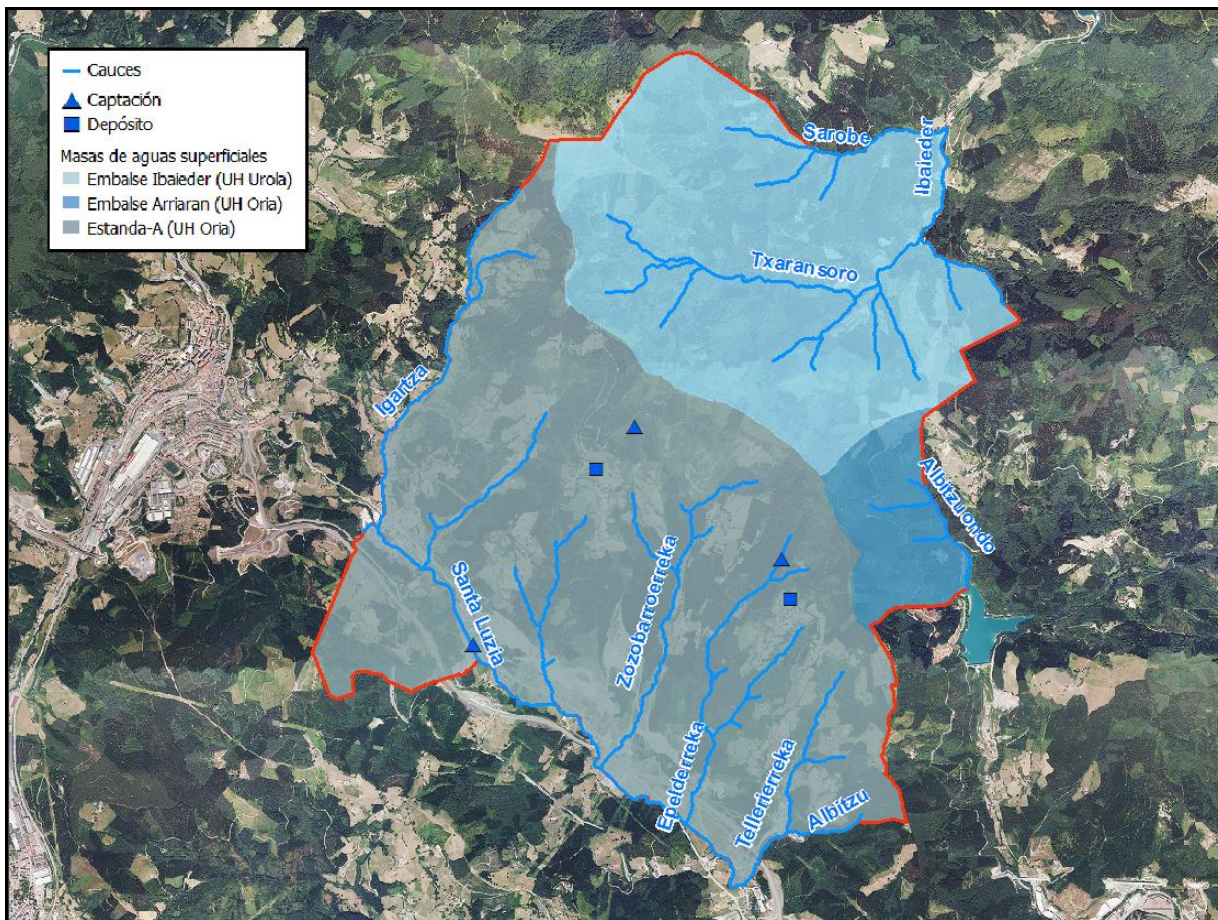 Cauces
Captación
Depósito
Masas de aguas superficiales
Embalse Ibaieder (UH Urola)
Embalse Arriaran (UH Oria)
Estanda-A (UH Oria)
Sarobe
Ibaieder
Txaransoro
Igartza
Albitzuondo
Santa Luzia
Zozobarroerreka
Epelderreka
Tellerierreka
Albitzu